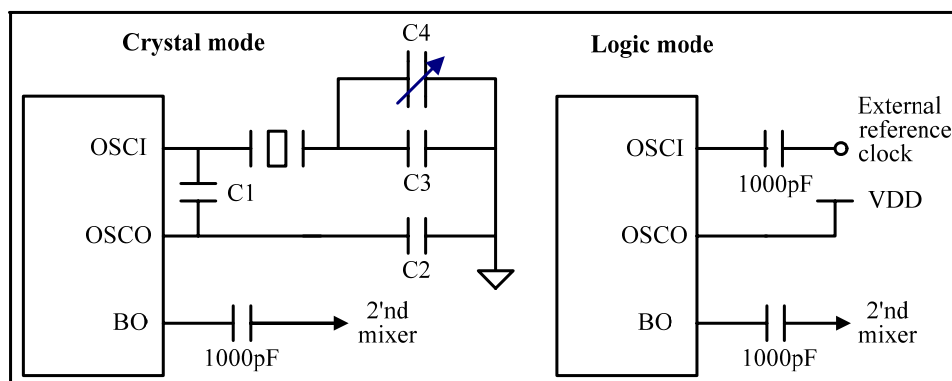 Crystal mode
C4
OSCI
C3
C1
OSCO
C2
BO
1000pF
2'nd
mixer
Logic mode
OSCI
1000pF
External
reference
clock
VDD
OSCO
BO
1000pF
2'nd
mixer